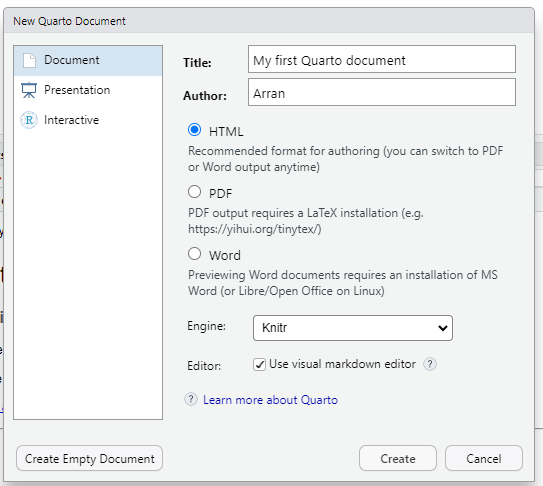 New Quarto Document
Document
Presentation
Interactive
Title: My first Quarto document
Author: Arran
HTML
Recommended format for authoring (you can switch to PDF
or Word output anytime)
PDF
PDF output requires a LaTeX installation (e.g.
https://yihui.org/tinytex/)
Word
Previewing Word documents requires an installation of MS
Word (or Libre/Open Office on Linux)
Engine: Knitr
Editor: Use visual markdown editor ?
? Learn more about Quarto
Create Empty Document
Create
Cancel